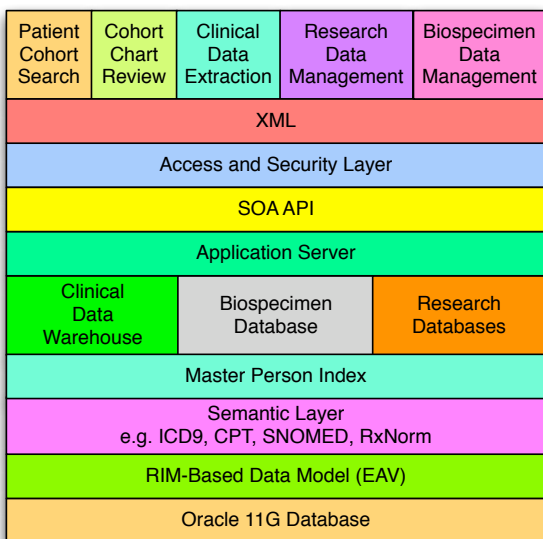 Patient
Cohort
Search
Cohort
Chart
Review
Clinical
Data
Extraction
Research
Data
Management
Biospecimen
Data
Management
XML
Access and Security Layer
SOA API
Application Server
Clinical
Data
Warehouse
Biospecimen
Database
Research
Databases
Master Person Index
Semantic Layer
e.g. ICD9, CPT, SNOMED, RxNorm
RIM-Based Data Model (EAV)
Oracle 11G Database